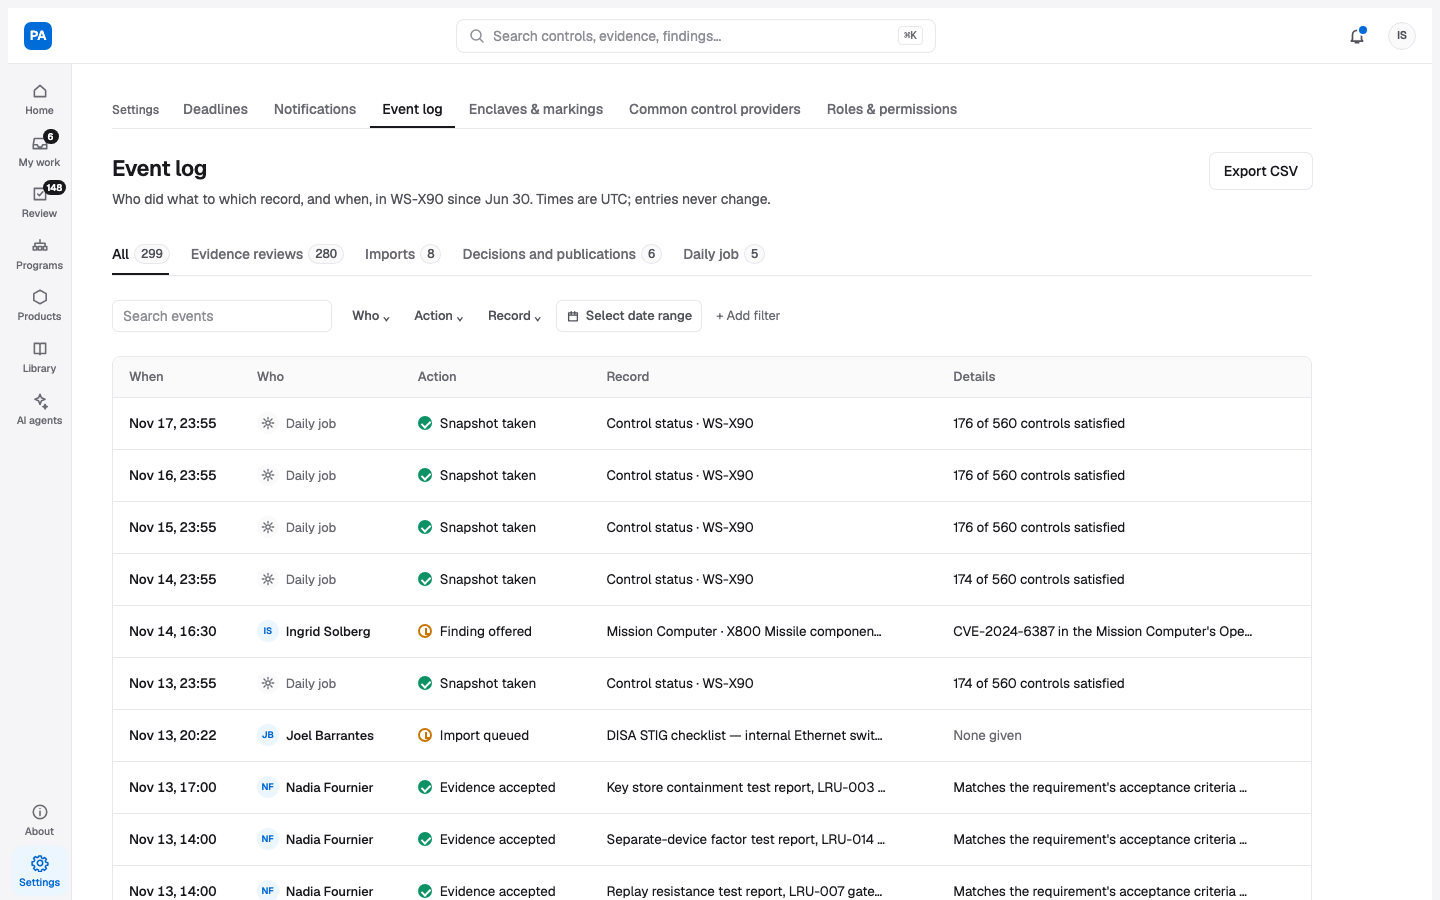 PA
Search controls, evidence, findings...
⌘K
IS
Home
6
My work
148
Review
Programs
Products
Library
AI agents
About
Settings
Settings Deadlines Notifications Event log Enclaves & markings Common control providers Roles & permissions
Event log
Export CSV
Who did what to which record, and when, in WS-X90 since Jun 30. Times are UTC; entries never change.
All 299 Evidence reviews 280 Imports 8 Decisions and publications 6 Daily job 5
Search events Who Action Record Select date range + Add filter
When Who Action Record Details
Nov 17, 23:55 Daily job Snapshot taken Control status · WS-X90 176 of 560 controls satisfied
Nov 16, 23:55 Daily job Snapshot taken Control status · WS-X90 176 of 560 controls satisfied
Nov 15, 23:55 Daily job Snapshot taken Control status · WS-X90 176 of 560 controls satisfied
Nov 14, 23:55 Daily job Snapshot taken Control status · WS-X90 174 of 560 controls satisfied
Nov 14, 16:30 IS Ingrid Solberg Finding offered Mission Computer · X800 Missile componen... CVE-2024-6387 in the Mission Computer's Ope...
Nov 13, 23:55 Daily job Snapshot taken Control status · WS-X90 174 of 560 controls satisfied
Nov 13, 20:22 JB Joel Barrantes Import queued DISA STIG checklist — internal Ethernet swit... None given
Nov 13, 17:00 NF Nadia Fournier Evidence accepted Key store containment test report, LRU-003 ... Matches the requirement's acceptance criteria ...
Nov 13, 14:00 NF Nadia Fournier Evidence accepted Separate-device factor test report, LRU-014 ... Matches the requirement's acceptance criteria ...
Nov 13, 14:00 NF Nadia Fournier Evidence accepted Replay resistance test report, LRU-007 gate... Matches the requirement's acceptance criteria ...